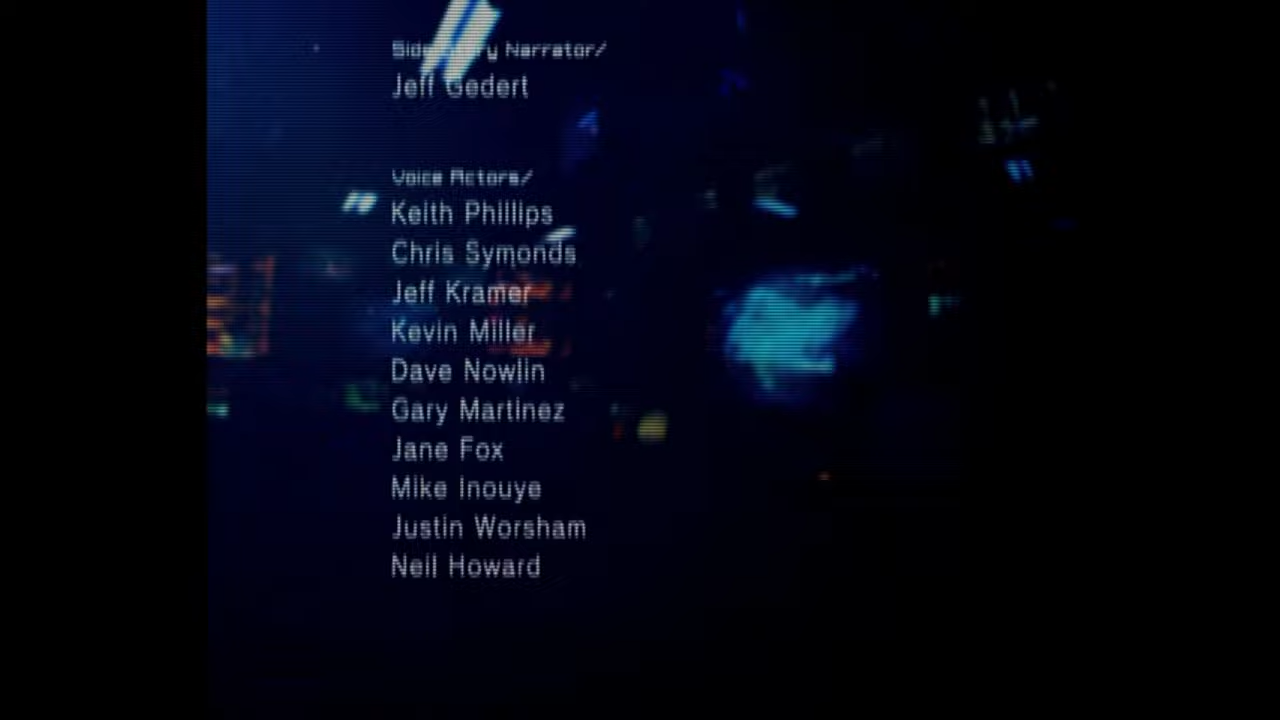 Narrator/
Jeff Gedert
Voice Actors/
Keith Phillips
Chris Symonds
Jeff Kramer
Kevin Miller
Dave Nowlin
Gary Martinez
Jane Fox
Mike Inouye
Justin Worsham
Neil Howard